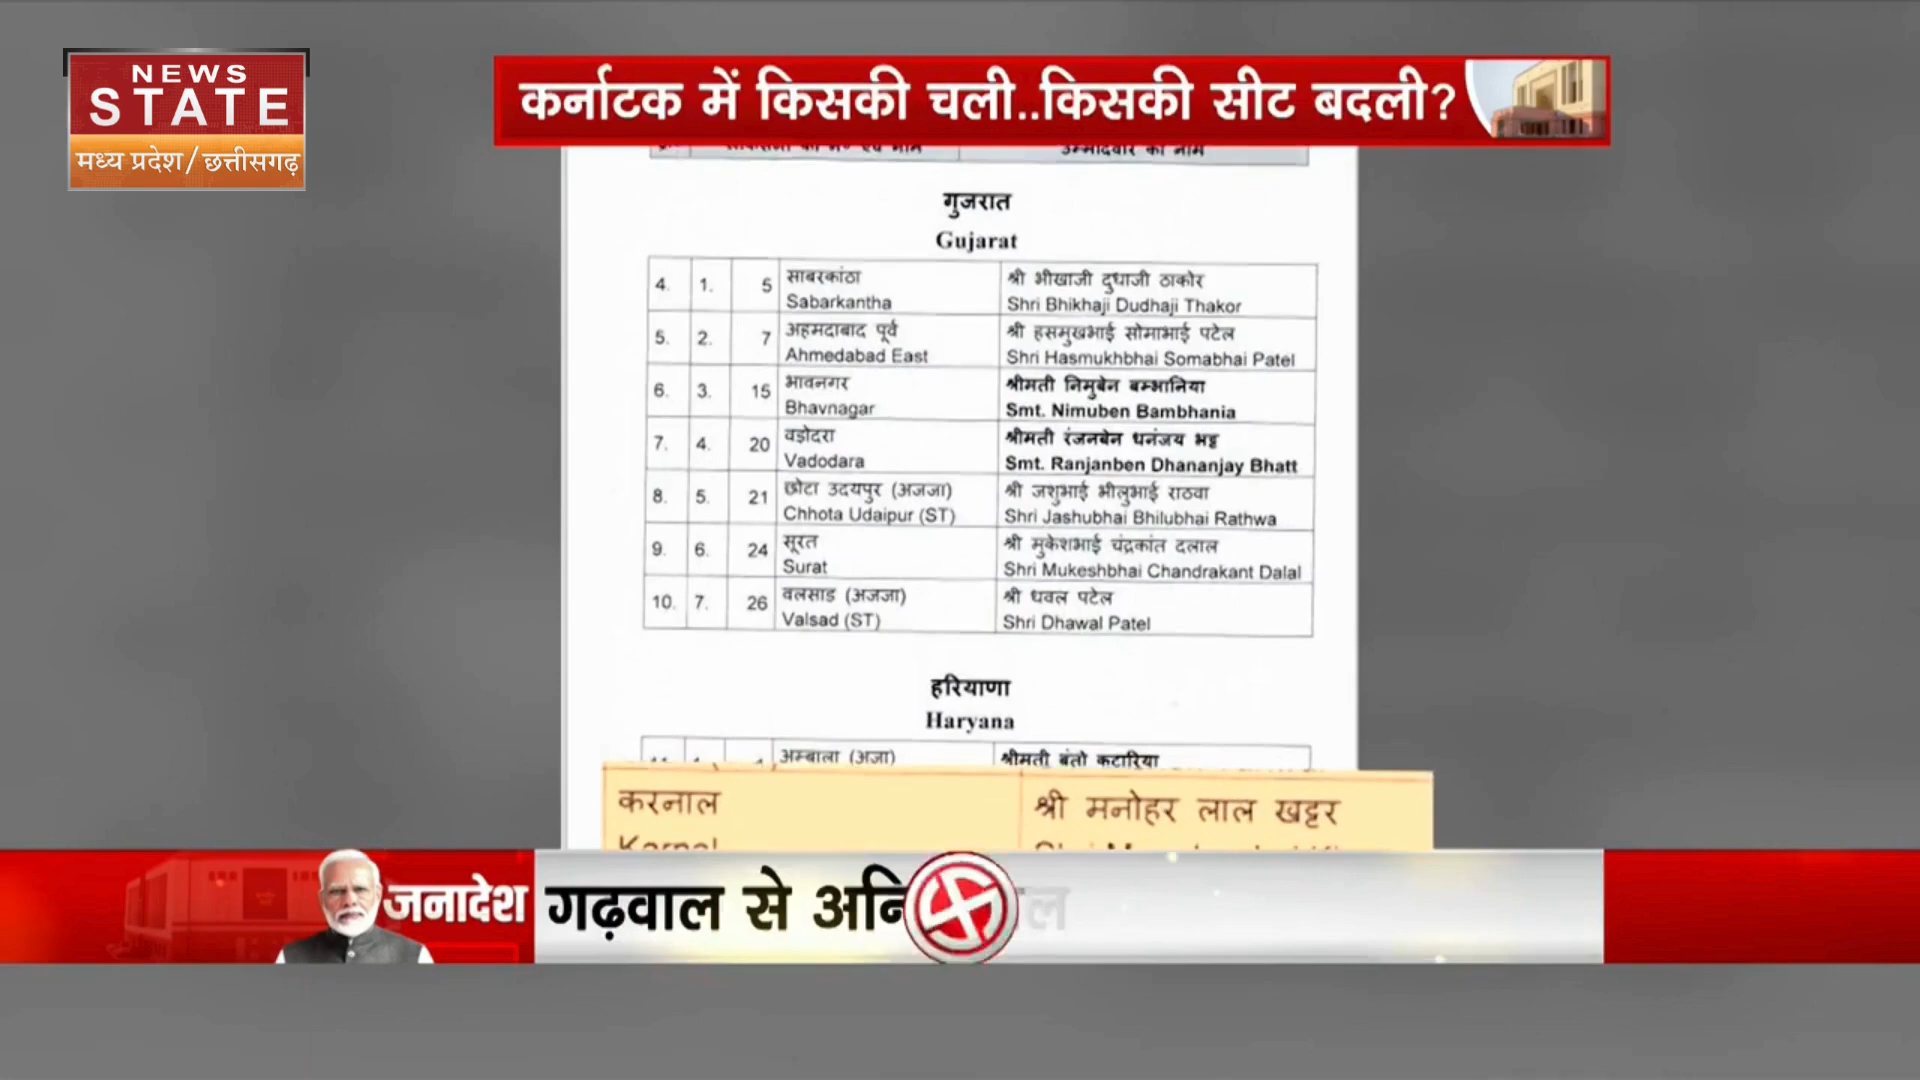 NEWS
STATE
मध्य प्रदेश/छत्तीसगढ़
कर्नाटक में किसकी चली..किसकी सीट बदली?
उम्मीदवार का नाम
गुजरात
Gujarat
4. 1. 5 साबरकांठा श्री भीखाजी दुधाजी ठाकोर
Sabarkantha Shri Bhikhaji Dudhaji Thakor
5. 2. 7 अहमदाबाद पूर्व श्री हसमुखभाई सोमाभाई पटेल
Ahmedabad East Shri Hasmukhbhai Somabhai Patel
6. 3. 15 भावनगर श्रीमती निमुबेन बम्भानिया
Bhavnagar Smt. Nimuben Bambhania
7. 4. 20 वड़ोदरा श्रीमती रंजनबेन धनंजय भट्ट
Vadodara Smt. Ranjanben Dhananjay Bhatt
8. 5. 21 छोटा उदयपुर (अजजा) श्री जशुभाई भीलुभाई राठवा
Chhota Udaipur (ST) Shri Jashubhai Bhilubhai Rathwa
9. 6. 24 सूरत श्री मुकेशभाई चंद्रकांत दलाल
Surat Shri Mukeshbhai Chandrakant Dalal
10. 7. 26 वलसाड (अजजा) श्री धवल पटेल
Valsad (ST) Shri Dhawal Patel
हरियाणा
Haryana
अम्बाला (अजा) श्रीमती बंतो कटारिया
करनाल श्री मनोहर लाल खट्टर
Karnal
जनादेश गढ़वाल से